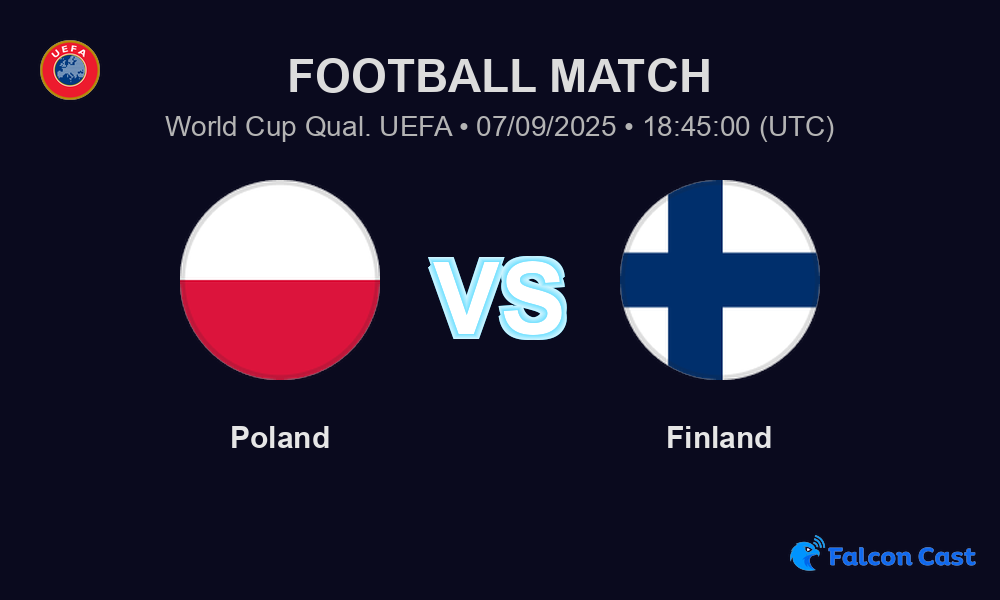 UEFA
FOOTBALL MATCH
World Cup Qual. UEFA • 07/09/2025 • 18:45:00 (UTC)
VS
Poland
Finland
Falcon Cast